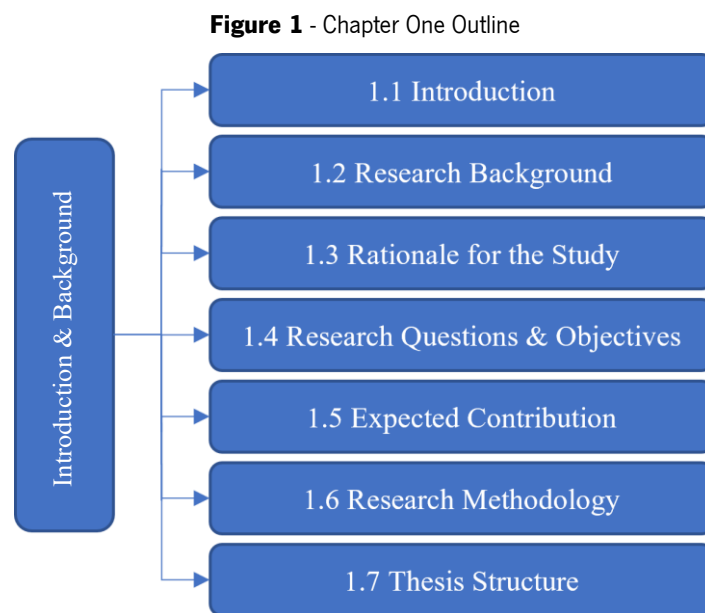 Figure 1 - Chapter One Outline
Introduction & Background
1.1 Introduction
1.2 Research Background
1.3 Rationale for the Study
1.4 Research Questions & Objectives
1.5 Expected Contribution
1.6 Research Methodology
1.7 Thesis Structure